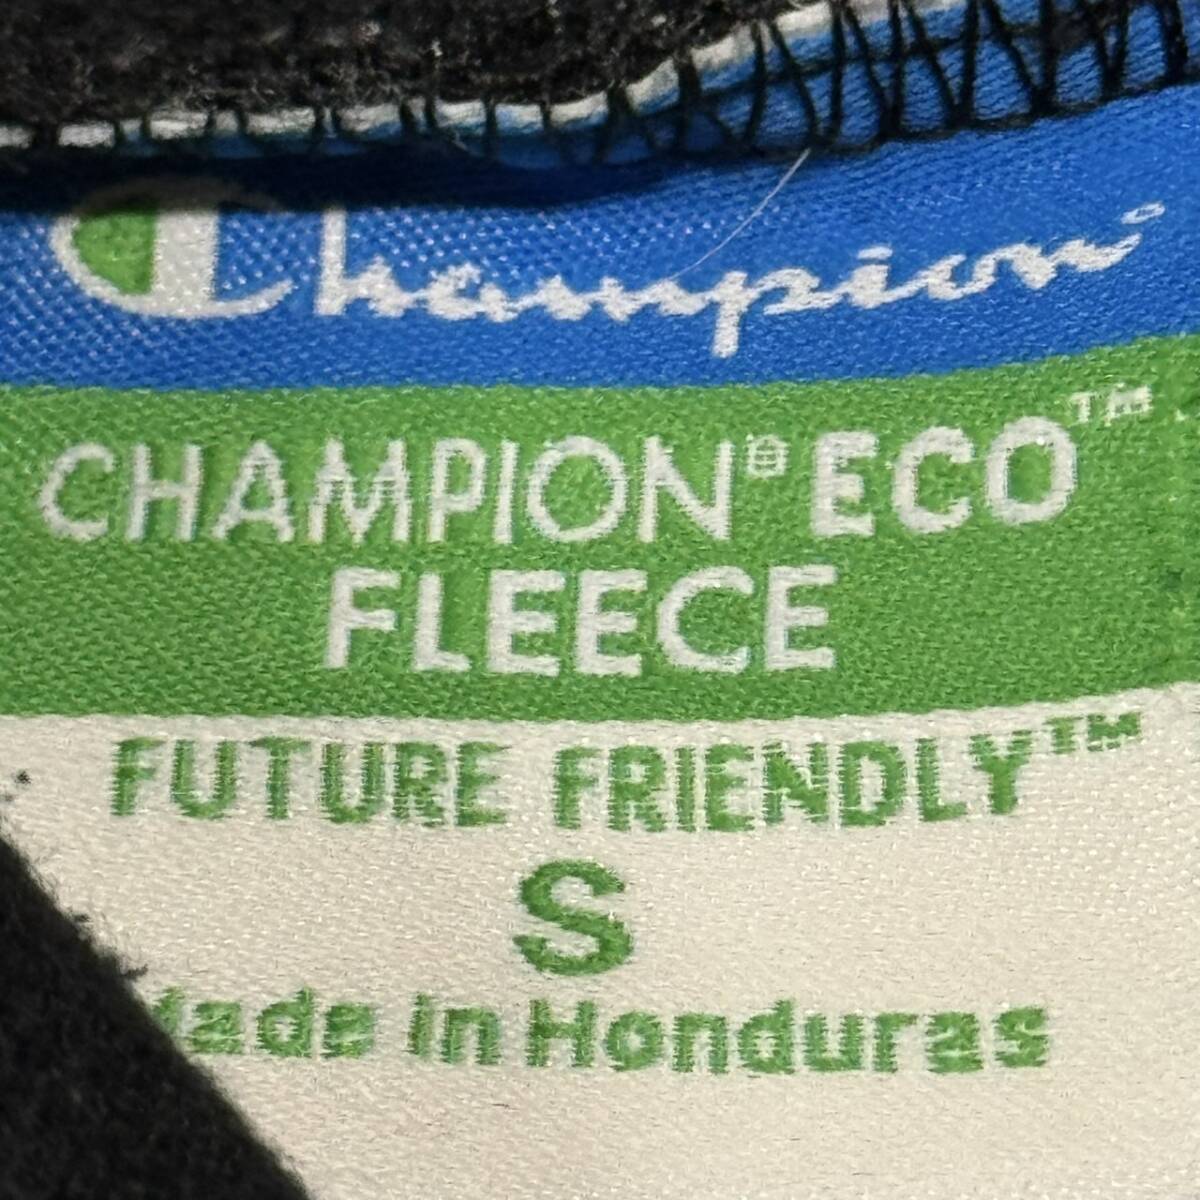 Champion®
CHAMPION® ECO™
FLEECE
FUTURE FRIENDLY™
S
Made in Honduras